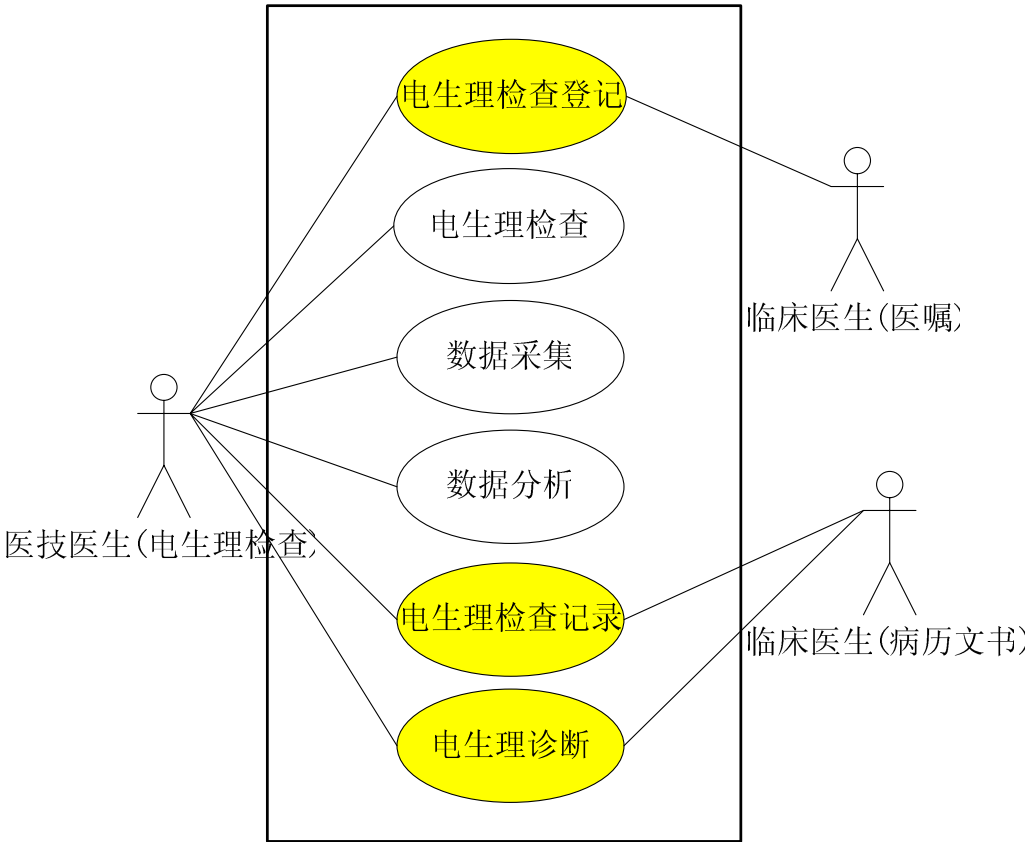 电生理检查登记
电生理检查
临床医生(医嘱)
数据采集
数据分析
医技医生(电生理检查)
电生理检查记录
临床医生(病历文书)
电生理诊断